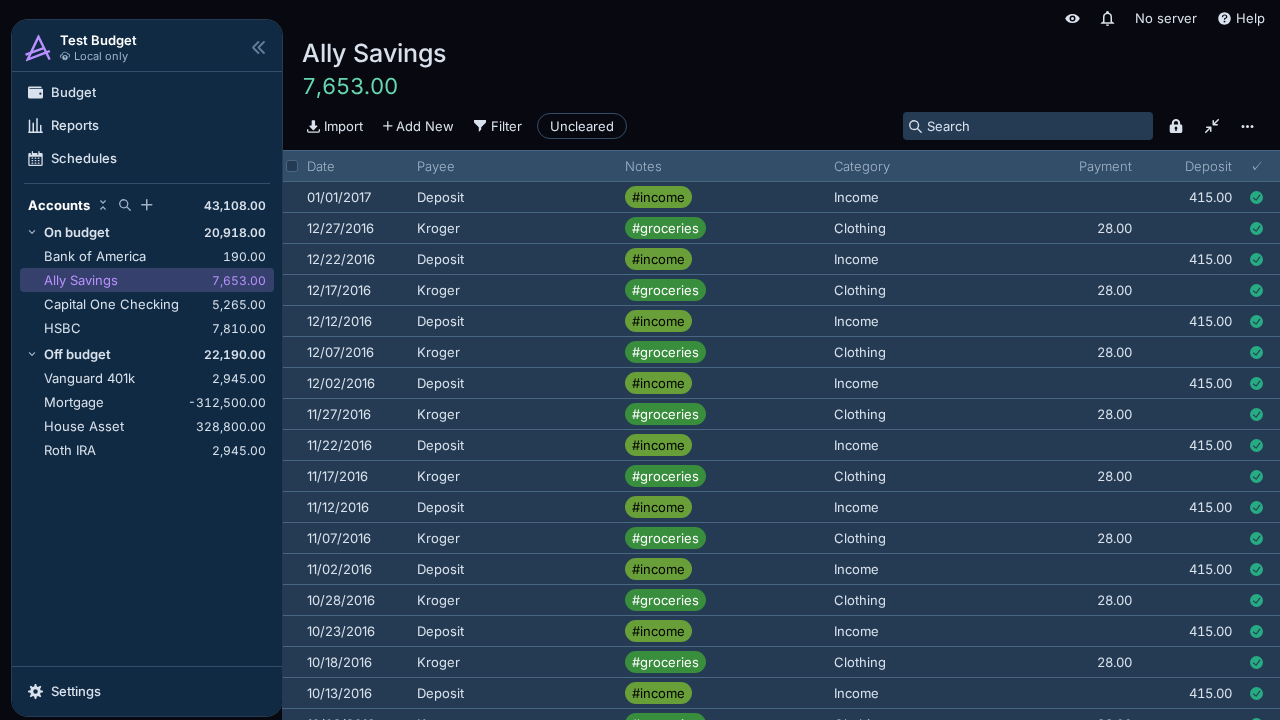 Test Budget
Local only
Budget
Reports
Schedules
Accounts 43,108.00
On budget 20,918.00
Bank of America 190.00
Ally Savings 7,653.00
Capital One Checking 5,265.00
HSBC 7,810.00
Off budget 22,190.00
Vanguard 401k 2,945.00
Mortgage -312,500.00
House Asset 328,800.00
Roth IRA 2,945.00
Settings
No server Help
Ally Savings
7,653.00
Import Add New Filter Uncleared Search
Date Payee Notes Category Payment Deposit ✓
01/01/2017 Deposit #income Income 415.00
12/27/2016 Kroger #groceries Clothing 28.00
12/22/2016 Deposit #income Income 415.00
12/17/2016 Kroger #groceries Clothing 28.00
12/12/2016 Deposit #income Income 415.00
12/07/2016 Kroger #groceries Clothing 28.00
12/02/2016 Deposit #income Income 415.00
11/27/2016 Kroger #groceries Clothing 28.00
11/22/2016 Deposit #income Income 415.00
11/17/2016 Kroger #groceries Clothing 28.00
11/12/2016 Deposit #income Income 415.00
11/07/2016 Kroger #groceries Clothing 28.00
11/02/2016 Deposit #income Income 415.00
10/28/2016 Kroger #groceries Clothing 28.00
10/23/2016 Deposit #income Income 415.00
10/18/2016 Kroger #groceries Clothing 28.00
10/13/2016 Deposit #income Income 415.00